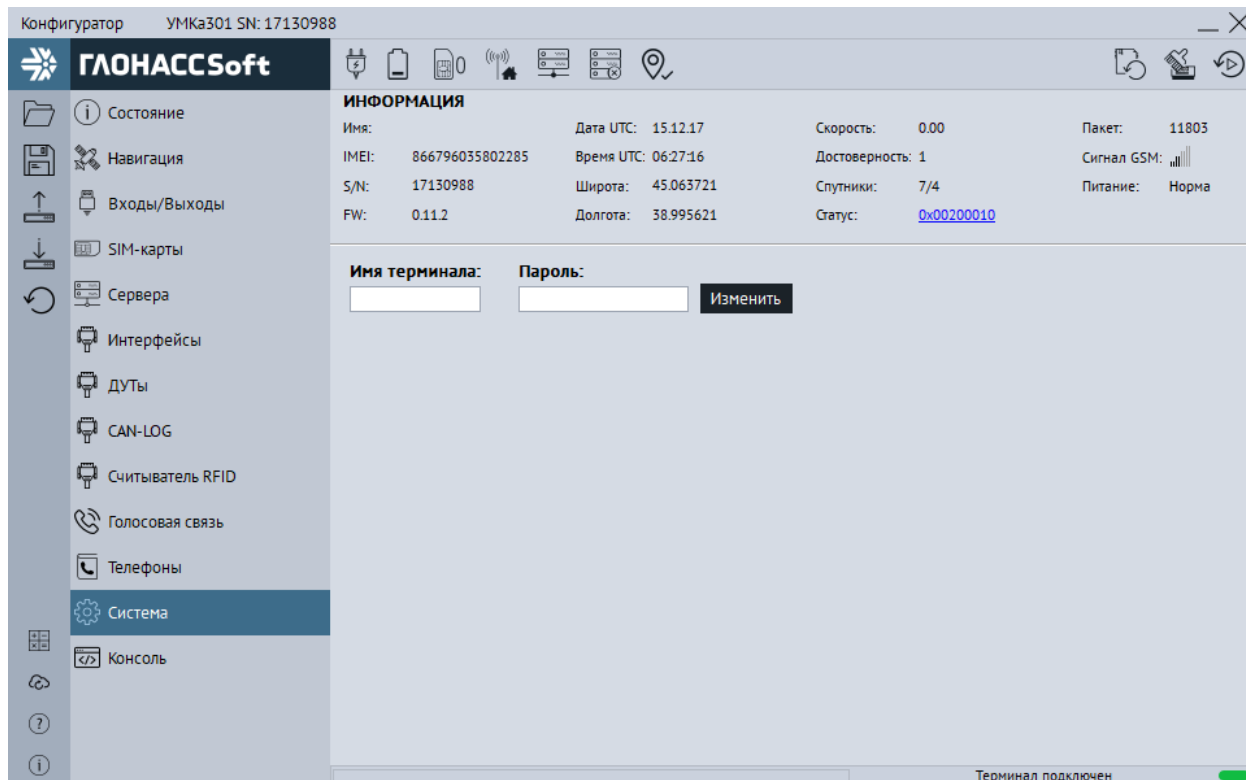 Конфигуратор УМКа301 SN: 17130988
ГЛОНАССSoft
0
Состояние
Навигация
Входы/Выходы
SIM-карты
Сервера
Интерфейсы
ДУТы
CAN-LOG
Считыватель RFID
Голосовая связь
Телефоны
Система
Консоль
ИНФОРМАЦИЯ
Имя: Дата UTC: 15.12.17 Скорость: 0.00 Пакет: 11803
IMEI: 866796035802285 Время UTC: 06:27:16 Достоверность: 1 Сигнал GSM:
S/N: 17130988 Широта: 45.063721 Спутники: 7/4 Питание: Норма
FW: 0.11.2 Долгота: 38.995621 Статус: 0x00200010
Имя терминала: Пароль:
Изменить
Терминал подключен